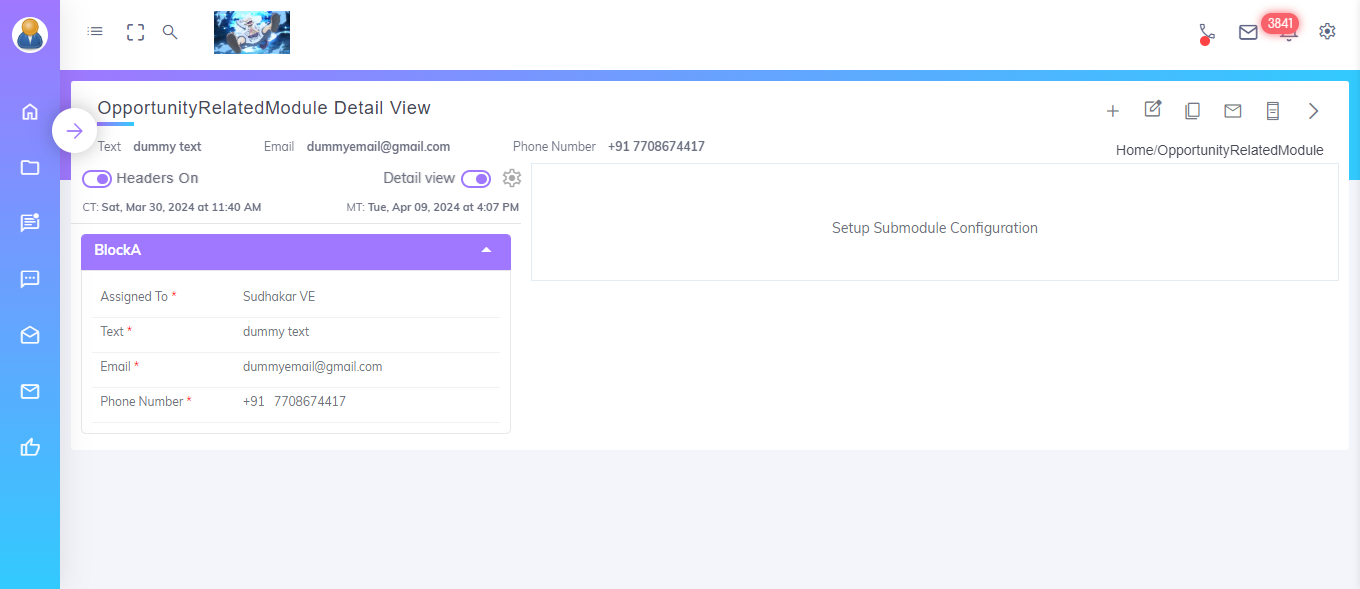 3841
OpportunityRelatedModule Detail View
Text dummy text Email dummyemail@gmail.com Phone Number +91 7708674417
Home/OpportunityRelatedModule
Headers On Detail view
CT: Sat, Mar 30, 2024 at 11:40 AM MT: Tue, Apr 09, 2024 at 4:07 PM
Setup Submodule Configuration
BlockA
Assigned To * Sudhakar VE
Text * dummy text
Email * dummyemail@gmail.com
Phone Number * +91 7708674417